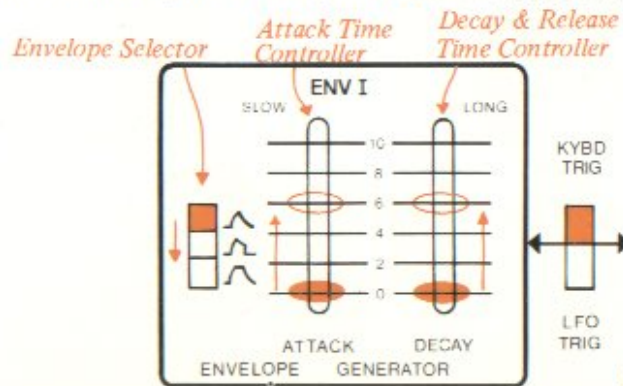 Envelope Selector
Attack Time
Controller
Decay & Release
Time Controller
ENV I
SLOW
LONG
10
8
6
4
2
0
ATTACK
DECAY
ENVELOPE GENERATOR
KYBD
TRIG
LFO
TRIG